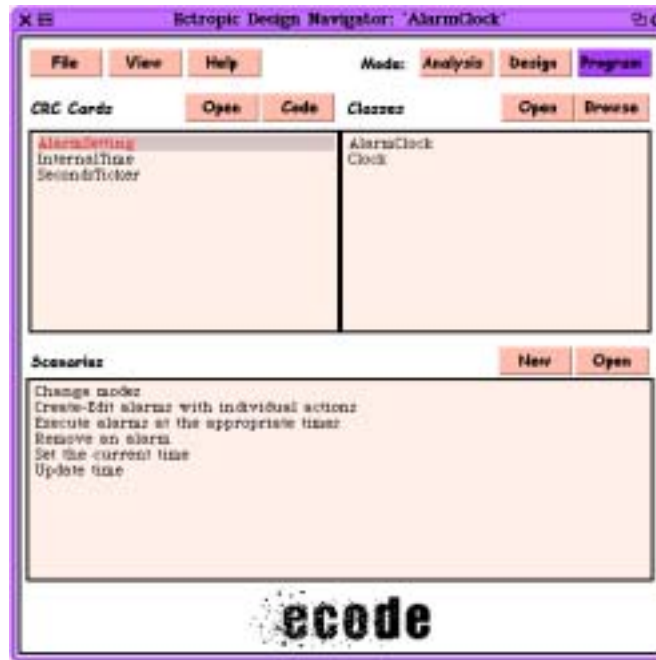 Ectropic Design Navigator: 'AlarmClock'
File View Help Mode: Analysis Design Program
CRC Cards Open Code Classes Open Browse
AlarmSetting
InternalTime
SecondsTicker
AlarmClock
Clock
Scenarios New Open
Change modes
Create-Edit alarms with individual actions
Execute alarms at the appropriate times
Remove an alarm
Set the current time
Update time
ecode